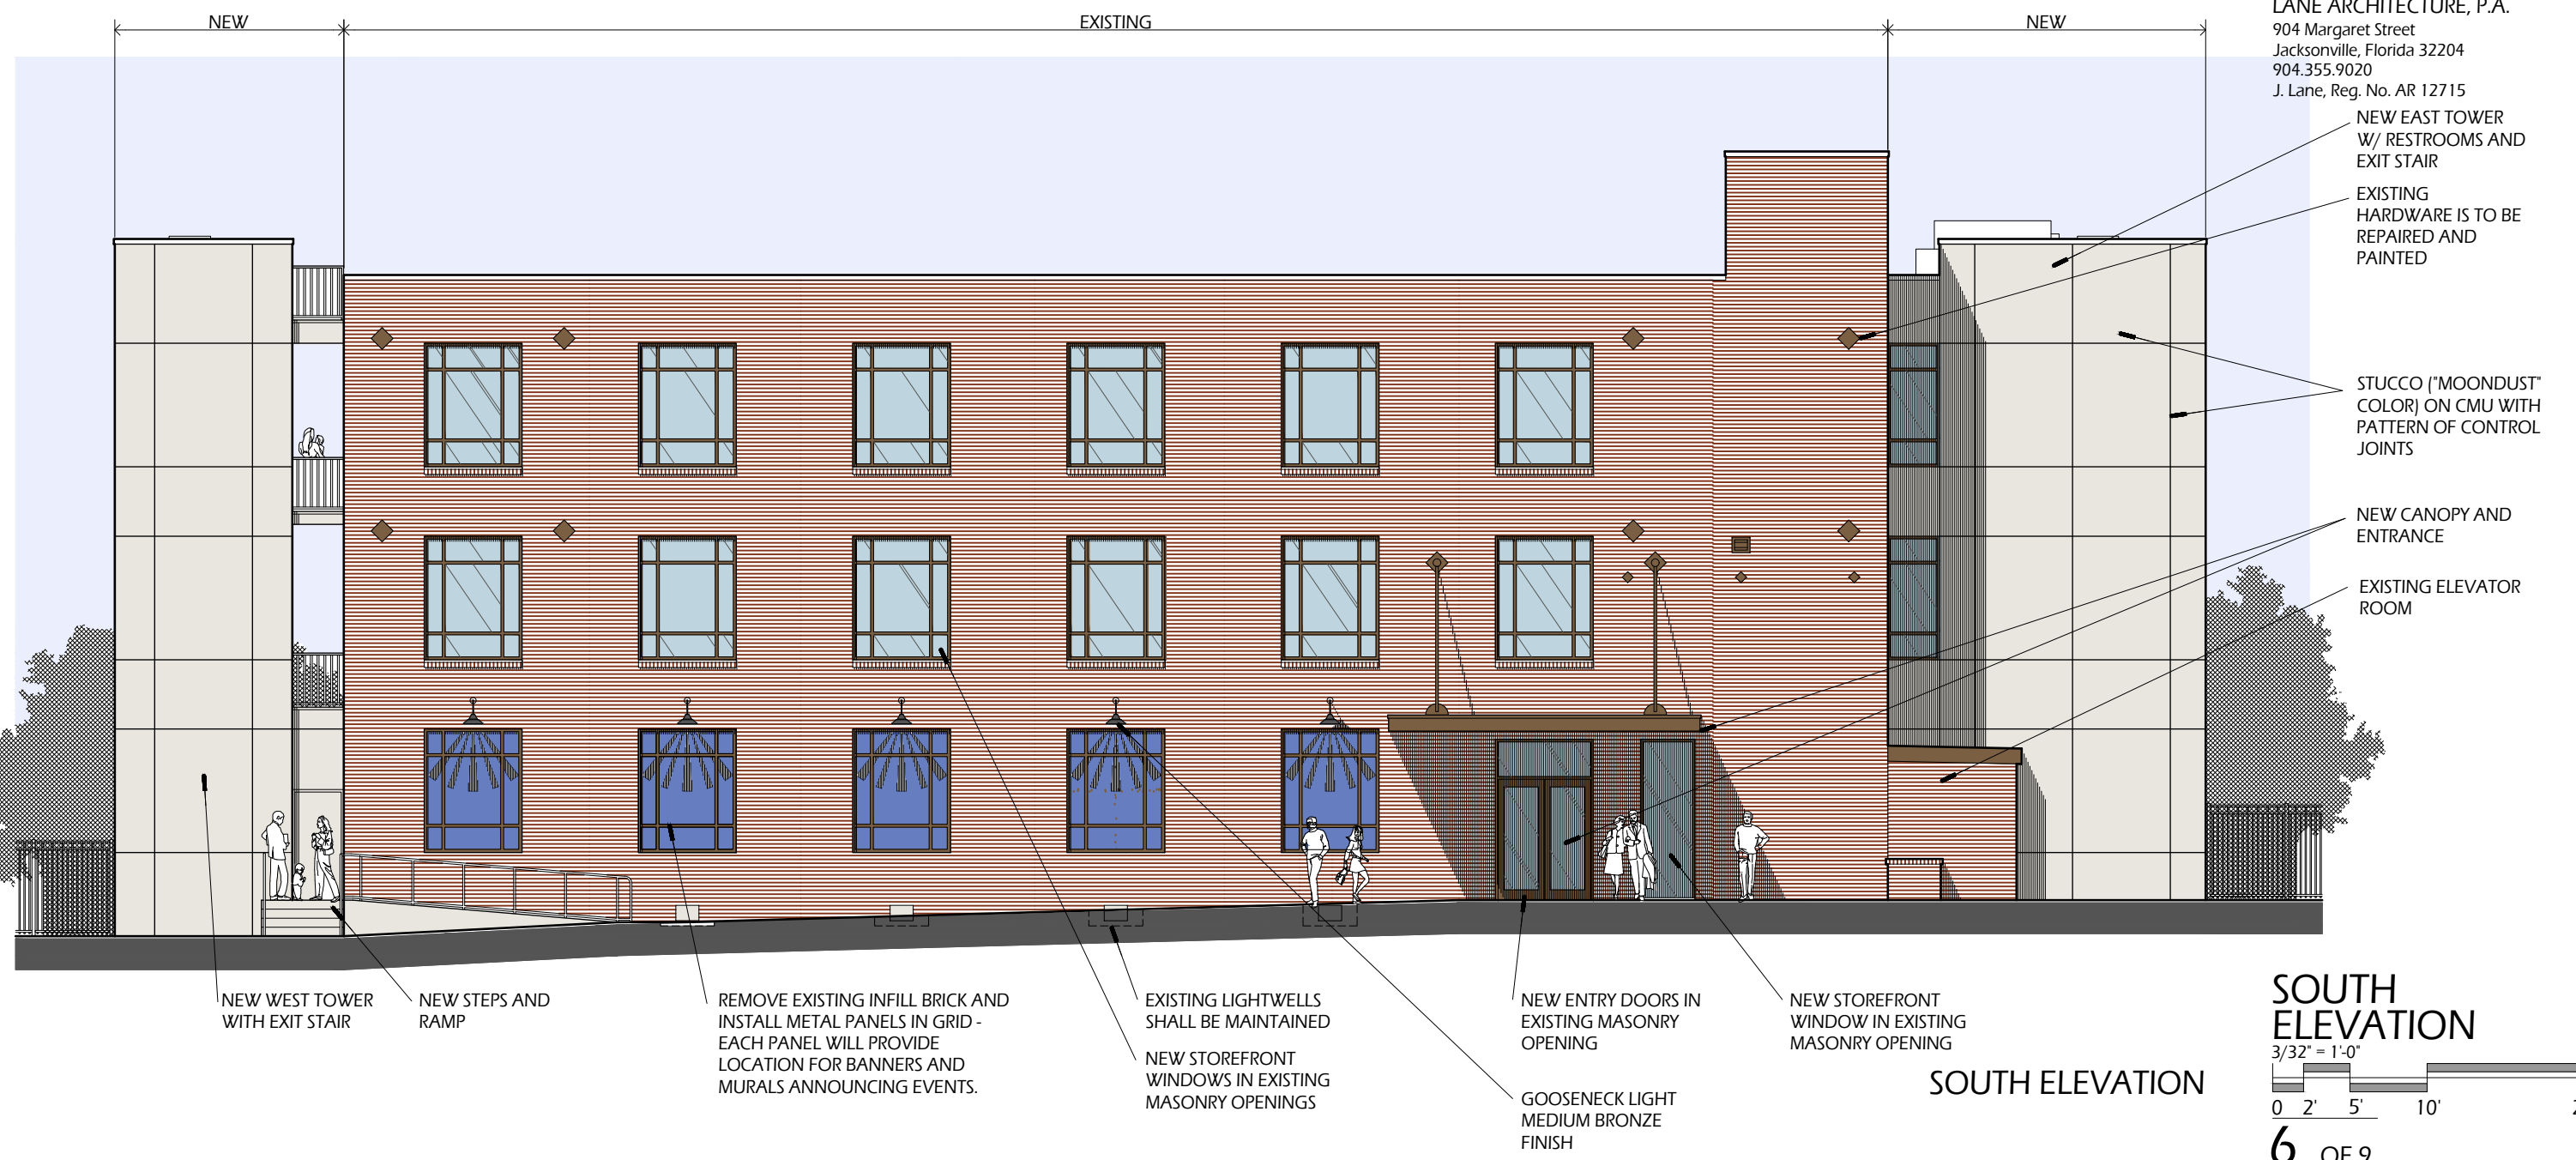 NEW
EXISTING
NEW
LANE ARCHITECTURE, P.A.
904 Margaret Street
Jacksonville, Florida 32204
904.355.9020
J. Lane, Reg. No. AR 12715
NEW EAST TOWER
W/ RESTROOMS AND
EXIT STAIR
EXISTING
HARDWARE IS TO BE
REPAIRED AND
PAINTED
STUCCO ("MOONDUST"
COLOR) ON CMU WITH
PATTERN OF CONTROL
JOINTS
NEW CANOPY AND
ENTRANCE
EXISTING ELEVATOR
ROOM
NEW WEST TOWER
WITH EXIT STAIR
NEW STEPS AND
RAMP
REMOVE EXISTING INFILL BRICK AND
INSTALL METAL PANELS IN GRID -
EACH PANEL WILL PROVIDE
LOCATION FOR BANNERS AND
MURALS ANNOUNCING EVENTS.
EXISTING LIGHTWELLS
SHALL BE MAINTAINED
NEW STOREFRONT
WINDOWS IN EXISTING
MASONRY OPENINGS
NEW ENTRY DOORS IN
EXISTING MASONRY
OPENING
GOOSENECK LIGHT
MEDIUM BRONZE
FINISH
NEW STOREFRONT
WINDOW IN EXISTING
MASONRY OPENING
SOUTH ELEVATION
SOUTH
ELEVATION
3/32" = 1'-0"
0 2' 5' 10'
6 OF 9